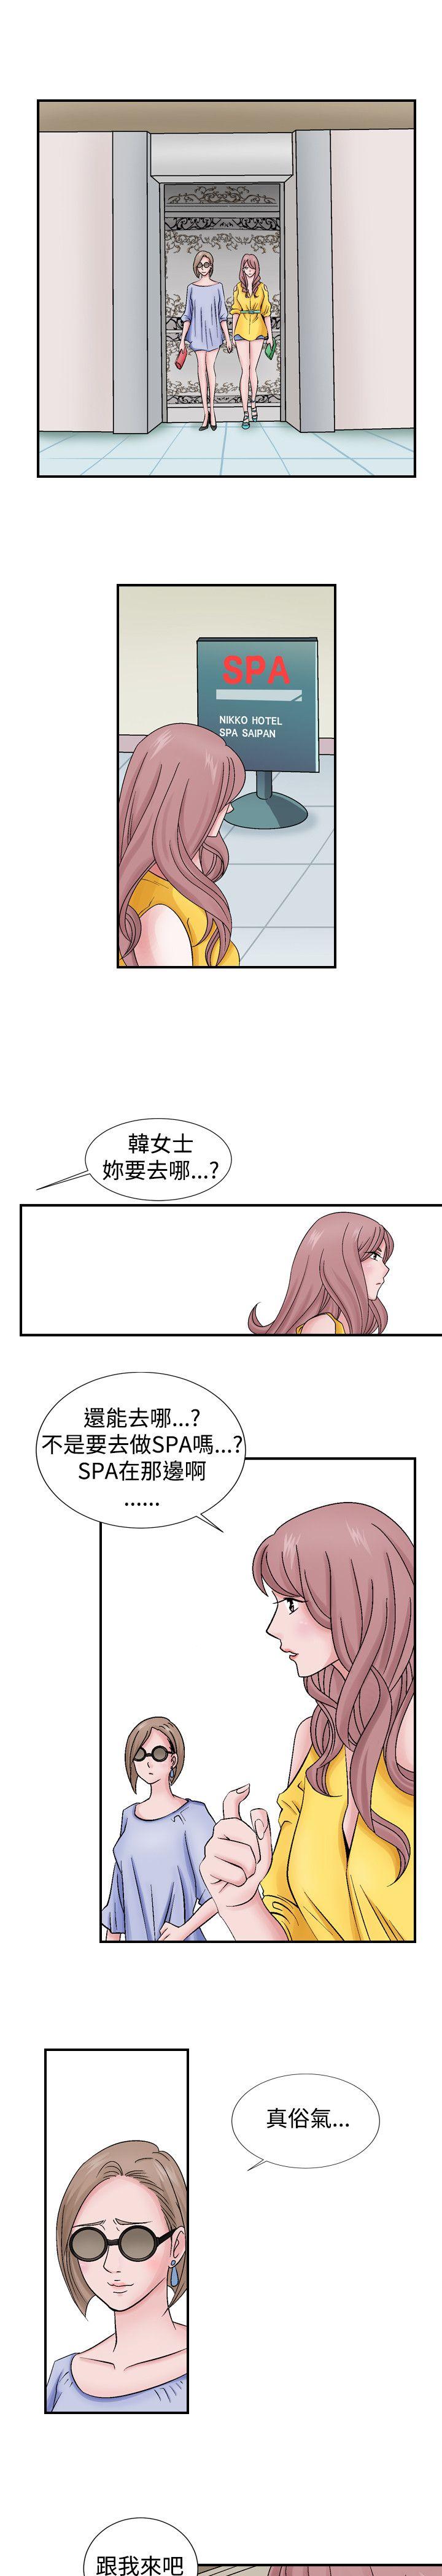 SPA
NIKKO HOTEL
SPA SAIPAN
韓女士
妳要去哪...?
還能去哪...?
不是要去做SPA嗎...?
SPA在那邊啊
......
真俗氣...
跟我來吧